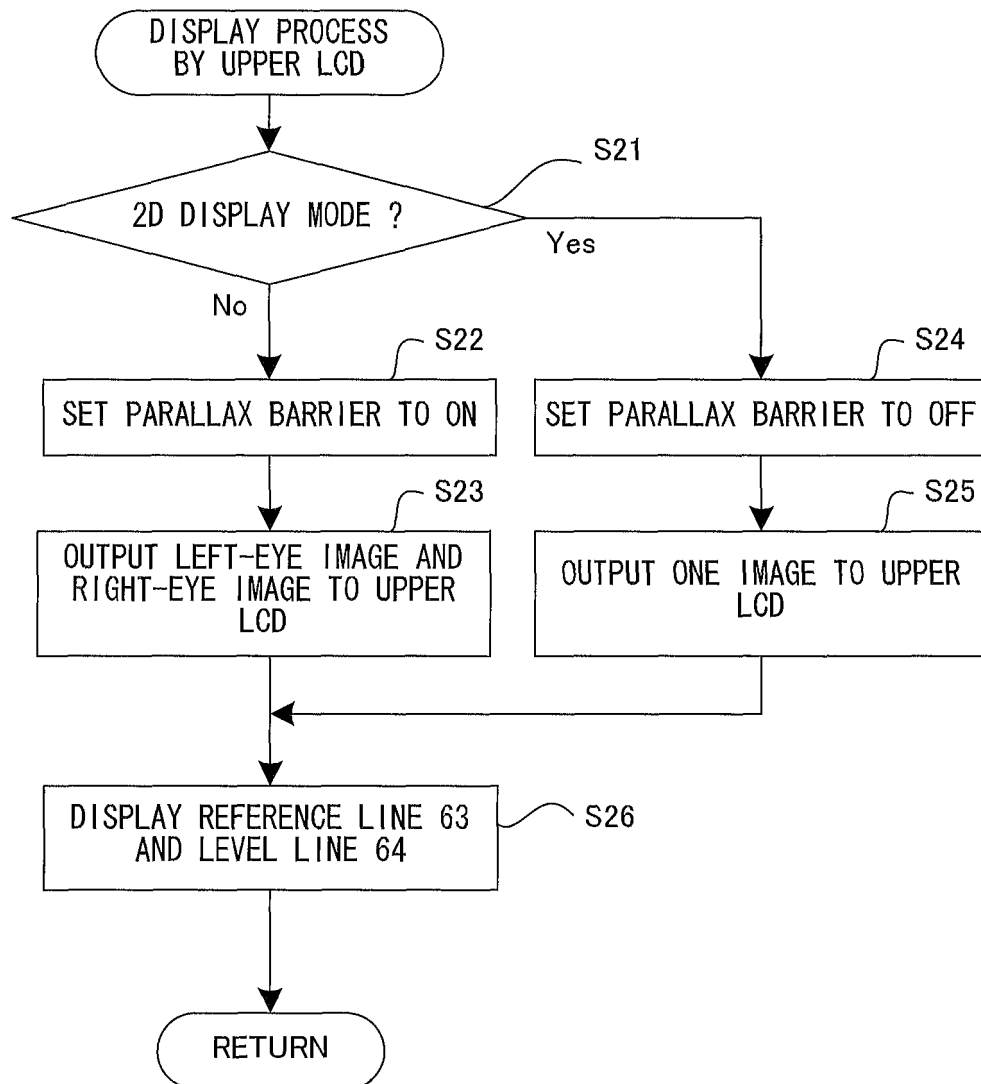 DISPLAY PROCESS
BY UPPER LCD
S21
2D DISPLAY MODE ?
Yes
No
S22
SET PARALLAX BARRIER TO ON
S24
SET PARALLAX BARRIER TO OFF
S23
OUTPUT LEFT-EYE IMAGE AND
RIGHT-EYE IMAGE TO UPPER
LCD
S25
OUTPUT ONE IMAGE TO UPPER
LCD
DISPLAY REFERENCE LINE 63
AND LEVEL LINE 64
S26
RETURN